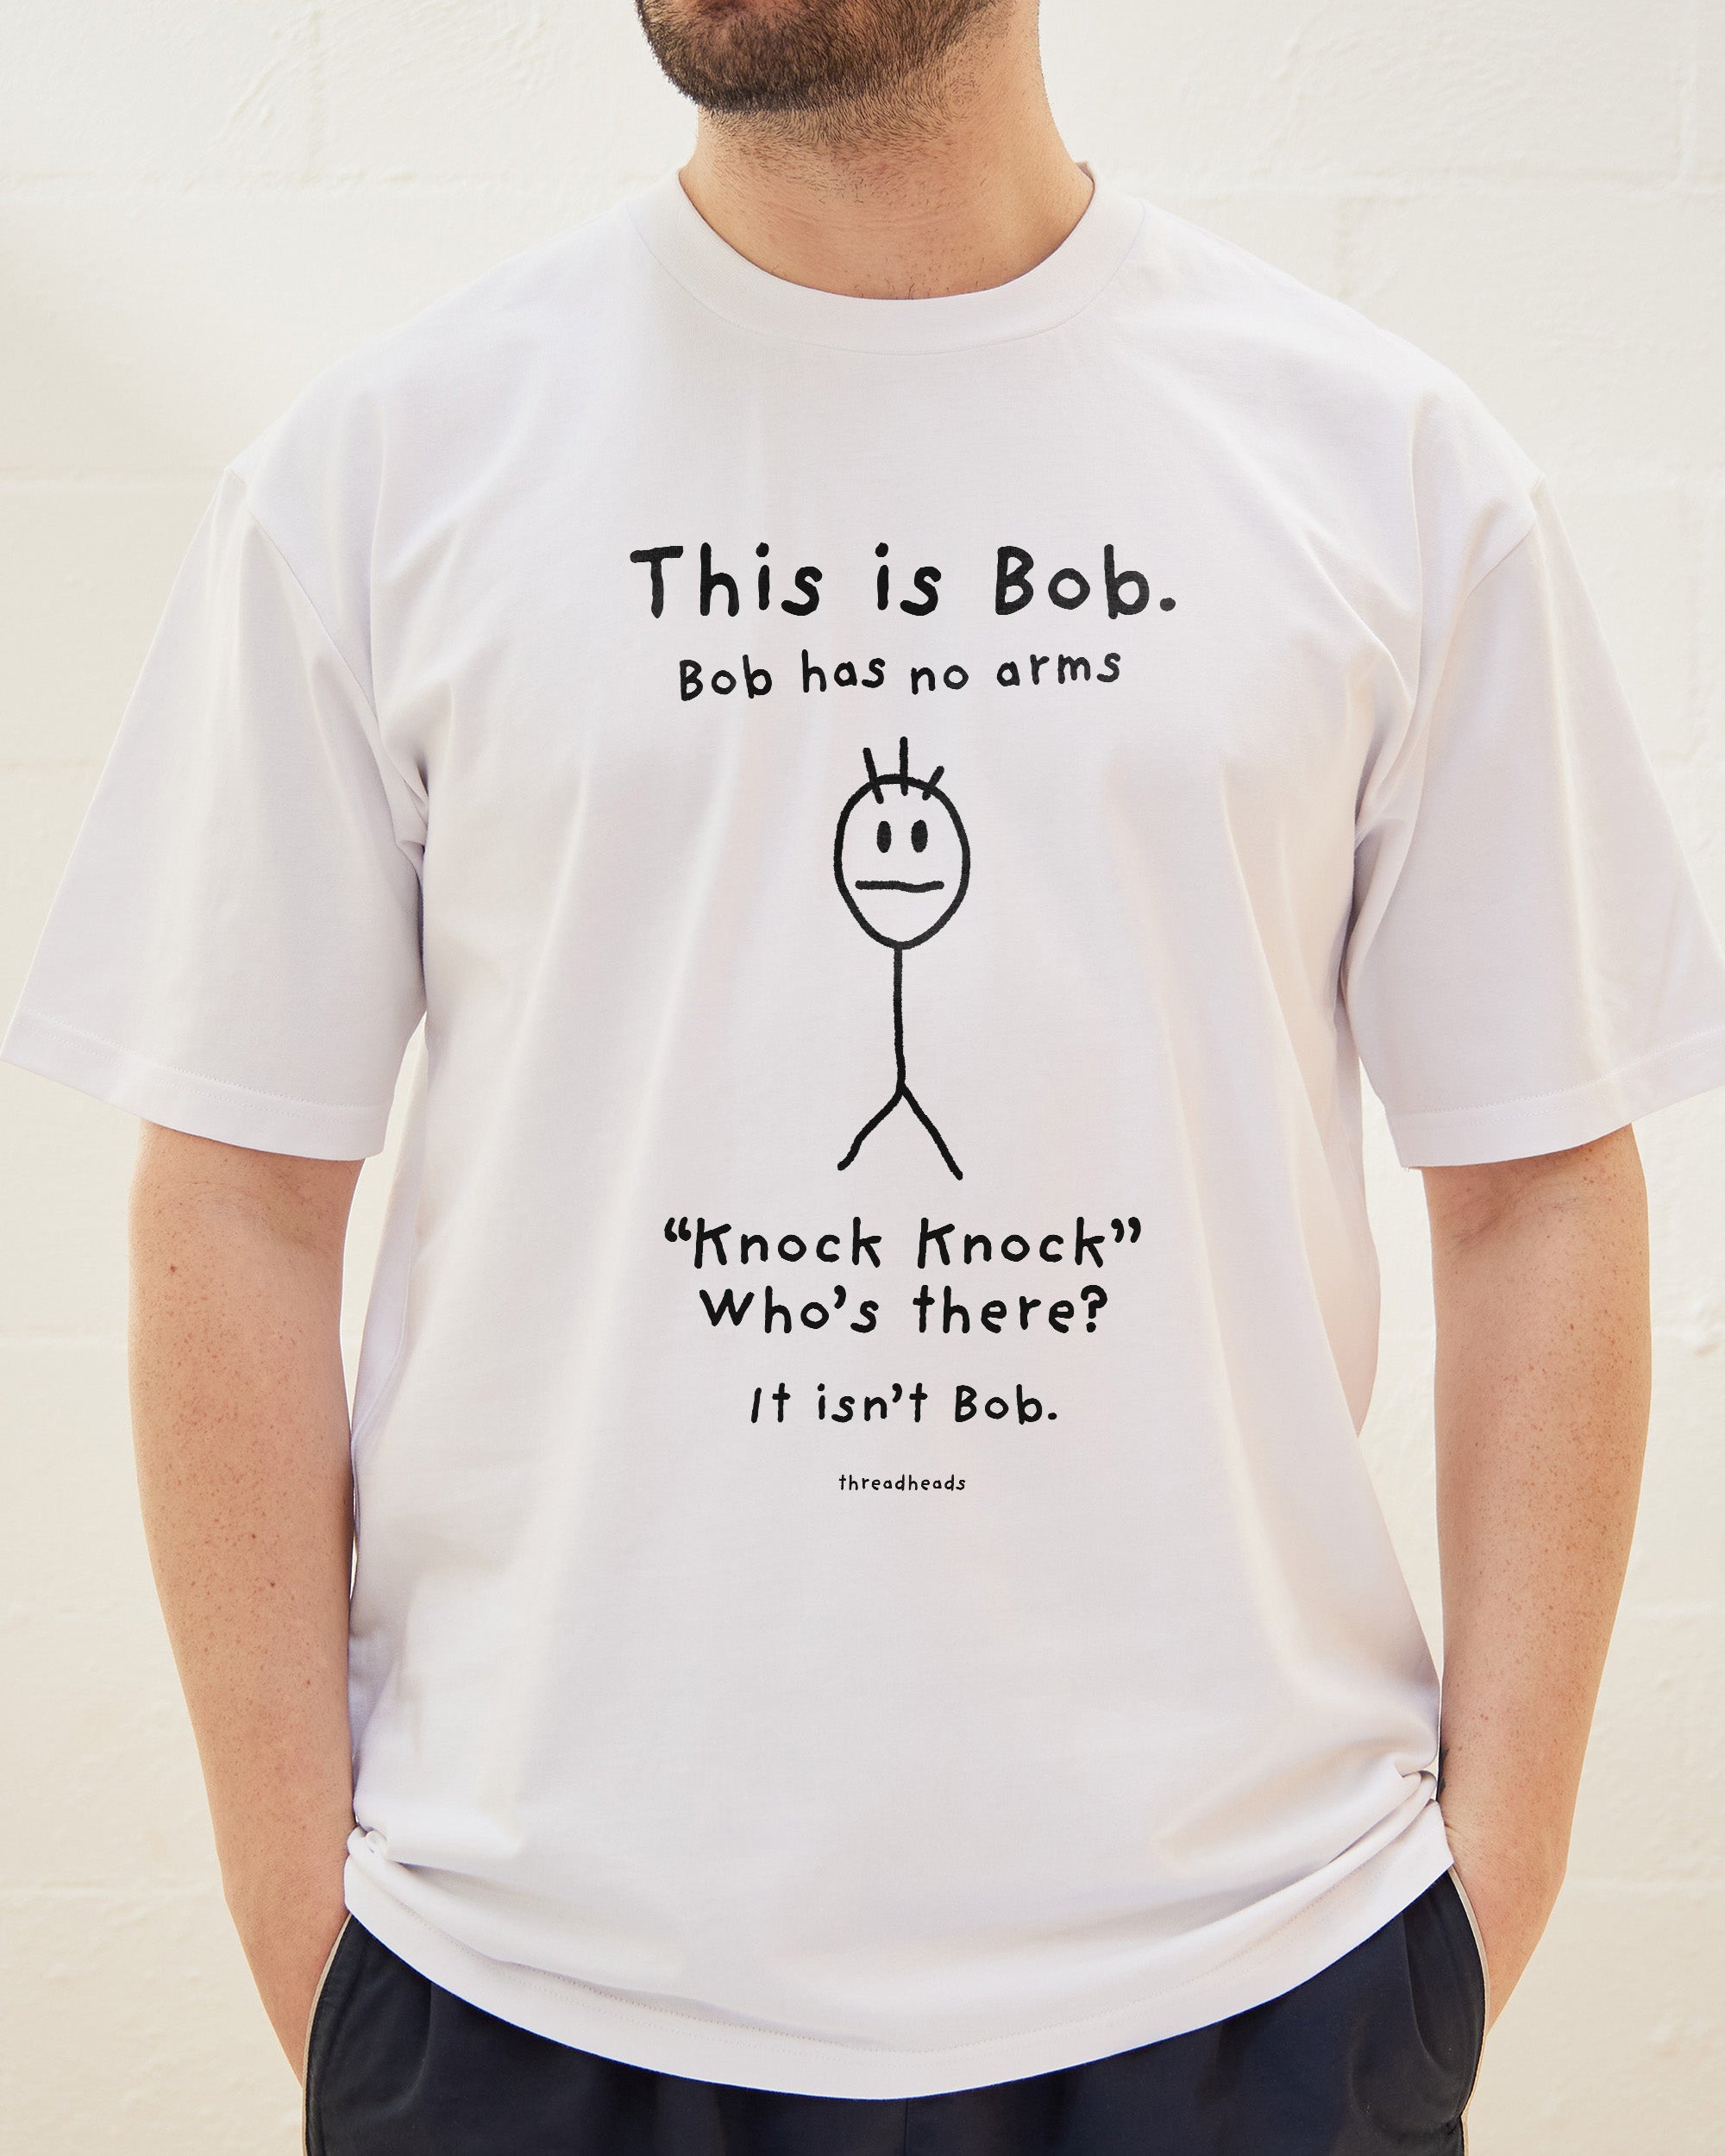 This is Bob.
Bob has no arms
“Knock Knock”
Who’s there?
It isn’t Bob.
threadheads